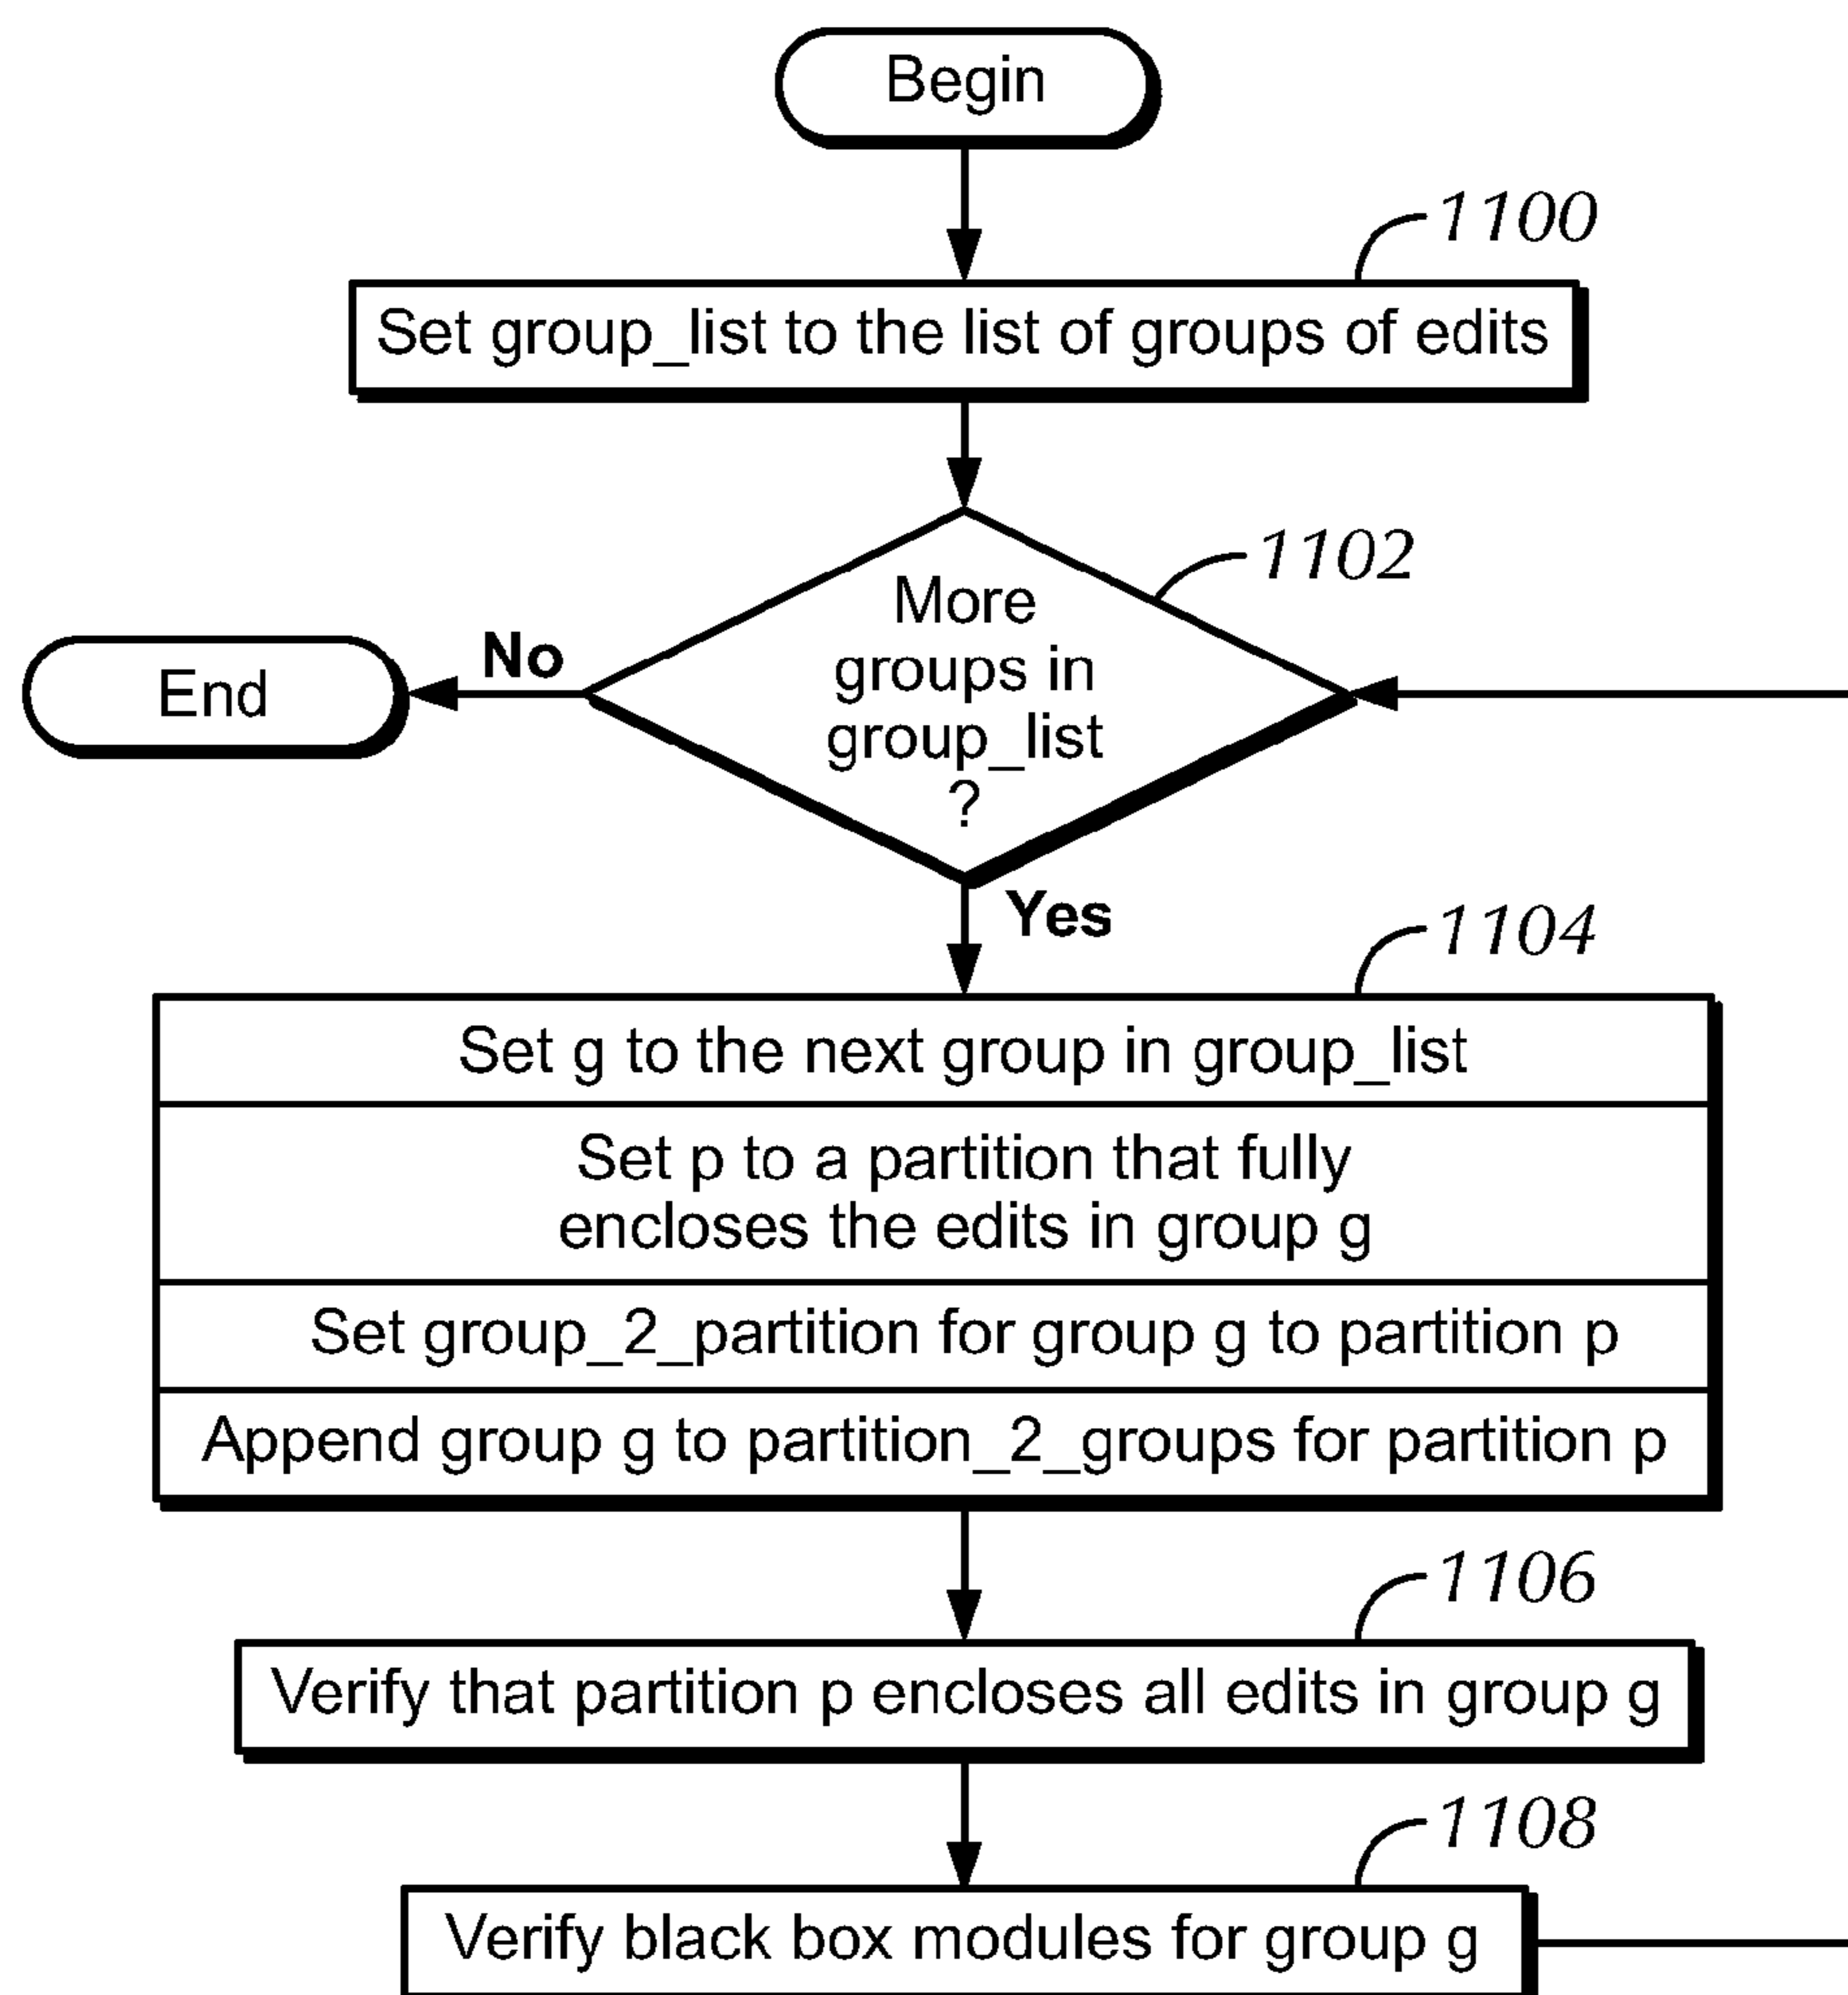 Begin
1100
Set group_list to the list of groups of edits
1102
More
groups in
group_list
?
No
End
Yes
1104
Set g to the next group in group_list
Set p to a partition that fully
encloses the edits in group g
Set group_2_partition for group g to partition p
Append group g to partition_2_groups for partition p
1106
Verify that partition p encloses all edits in group g
1108
Verify black box modules for group g